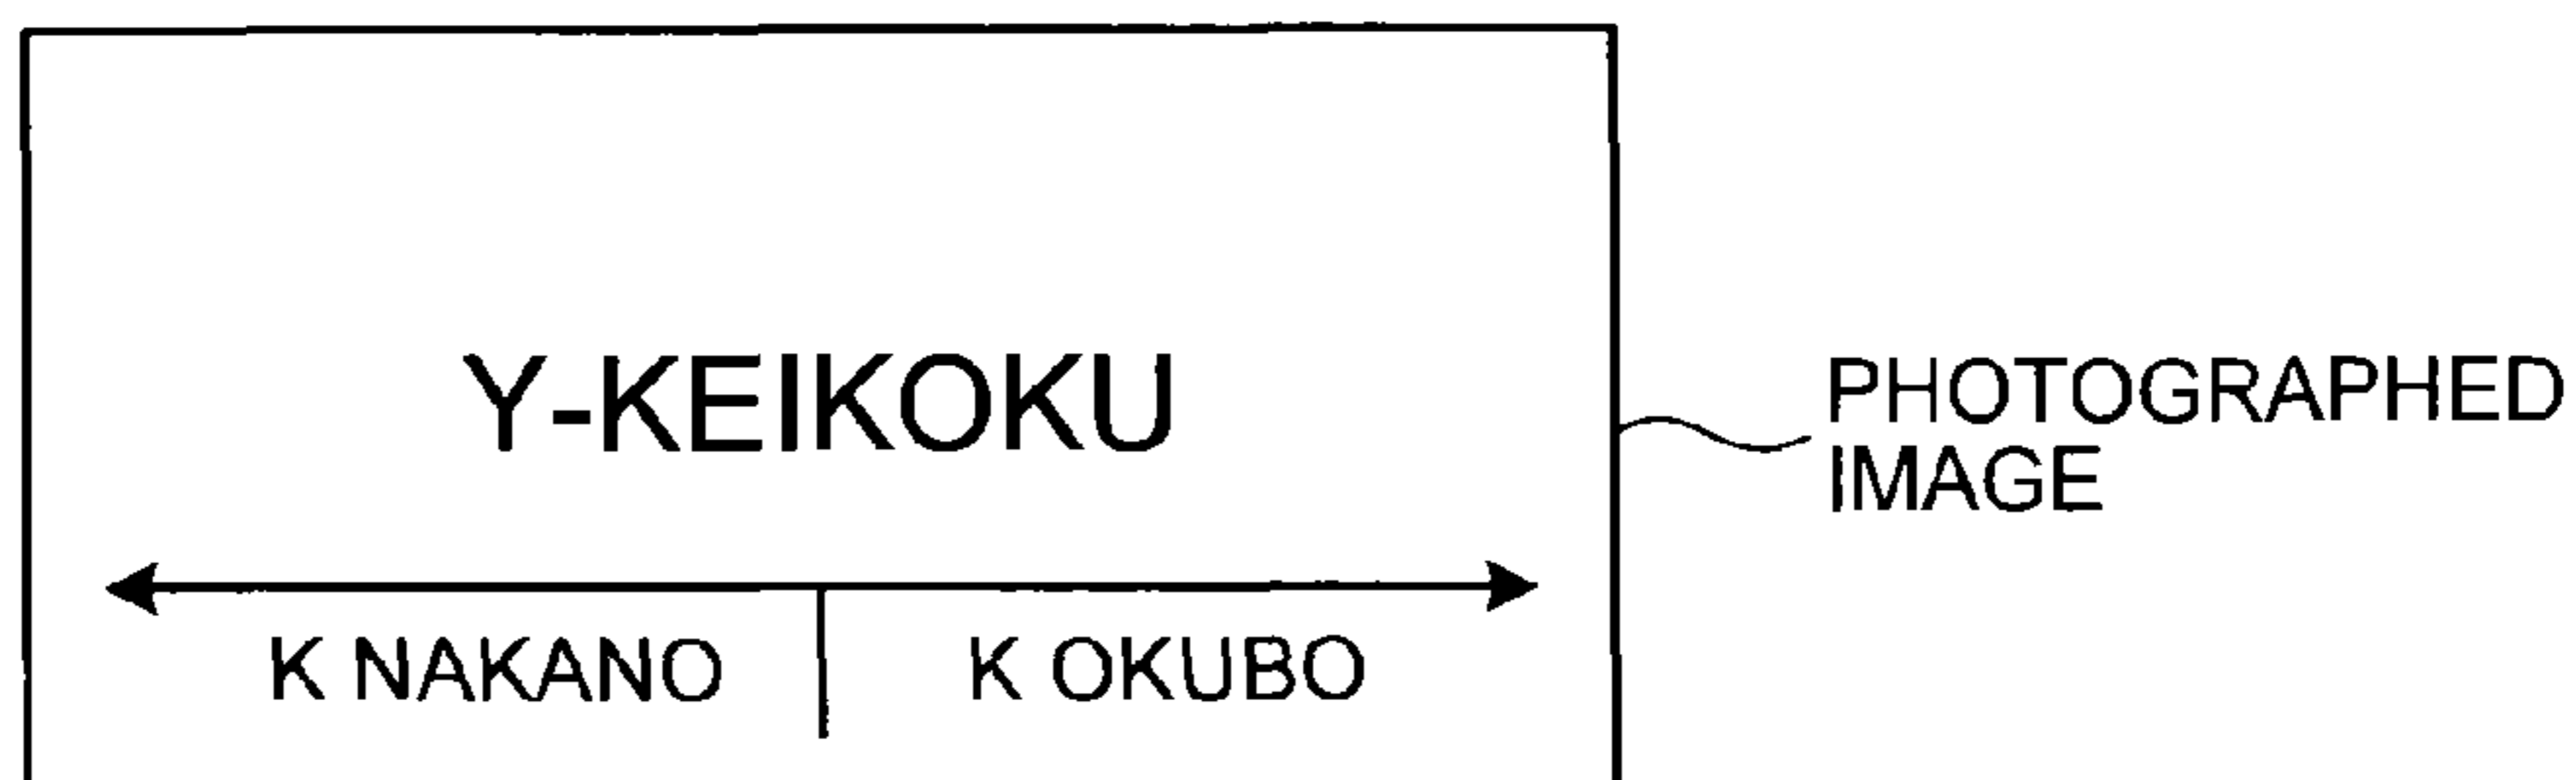 Y-KEIKOKU
PHOTOGRAPHED
IMAGE
K NAKANO
K OKUBO